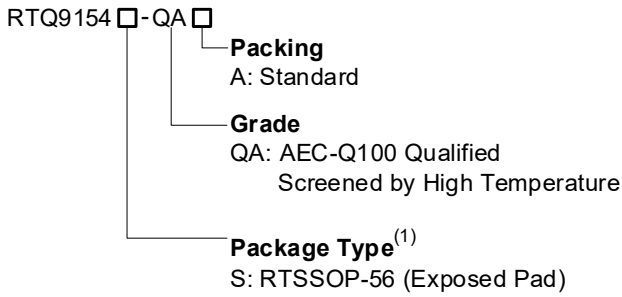 RTQ9154 □-QA □
Packing
A: Standard
Grade
QA: AEC-Q100 Qualified
Screened by High Temperature
Package Type(1)
S: RTSSOP-56 (Exposed Pad)